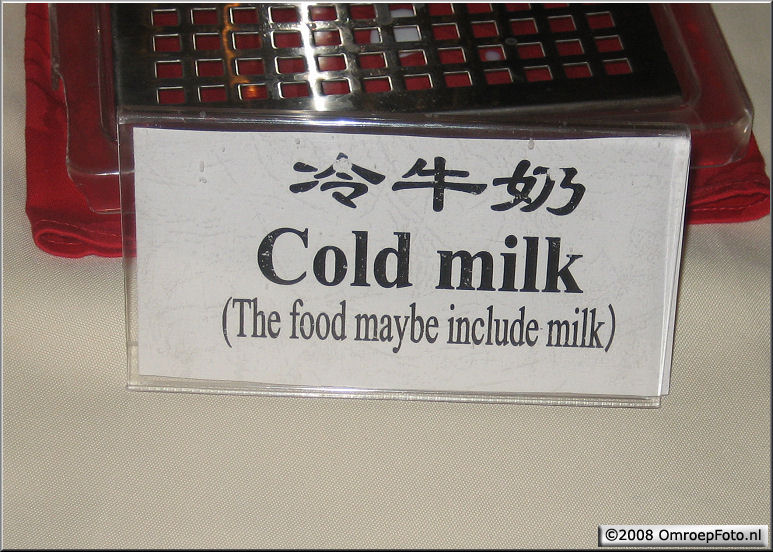 冷牛奶
Cold milk
(The food maybe include milk)
©2008 OmroepFoto.nl